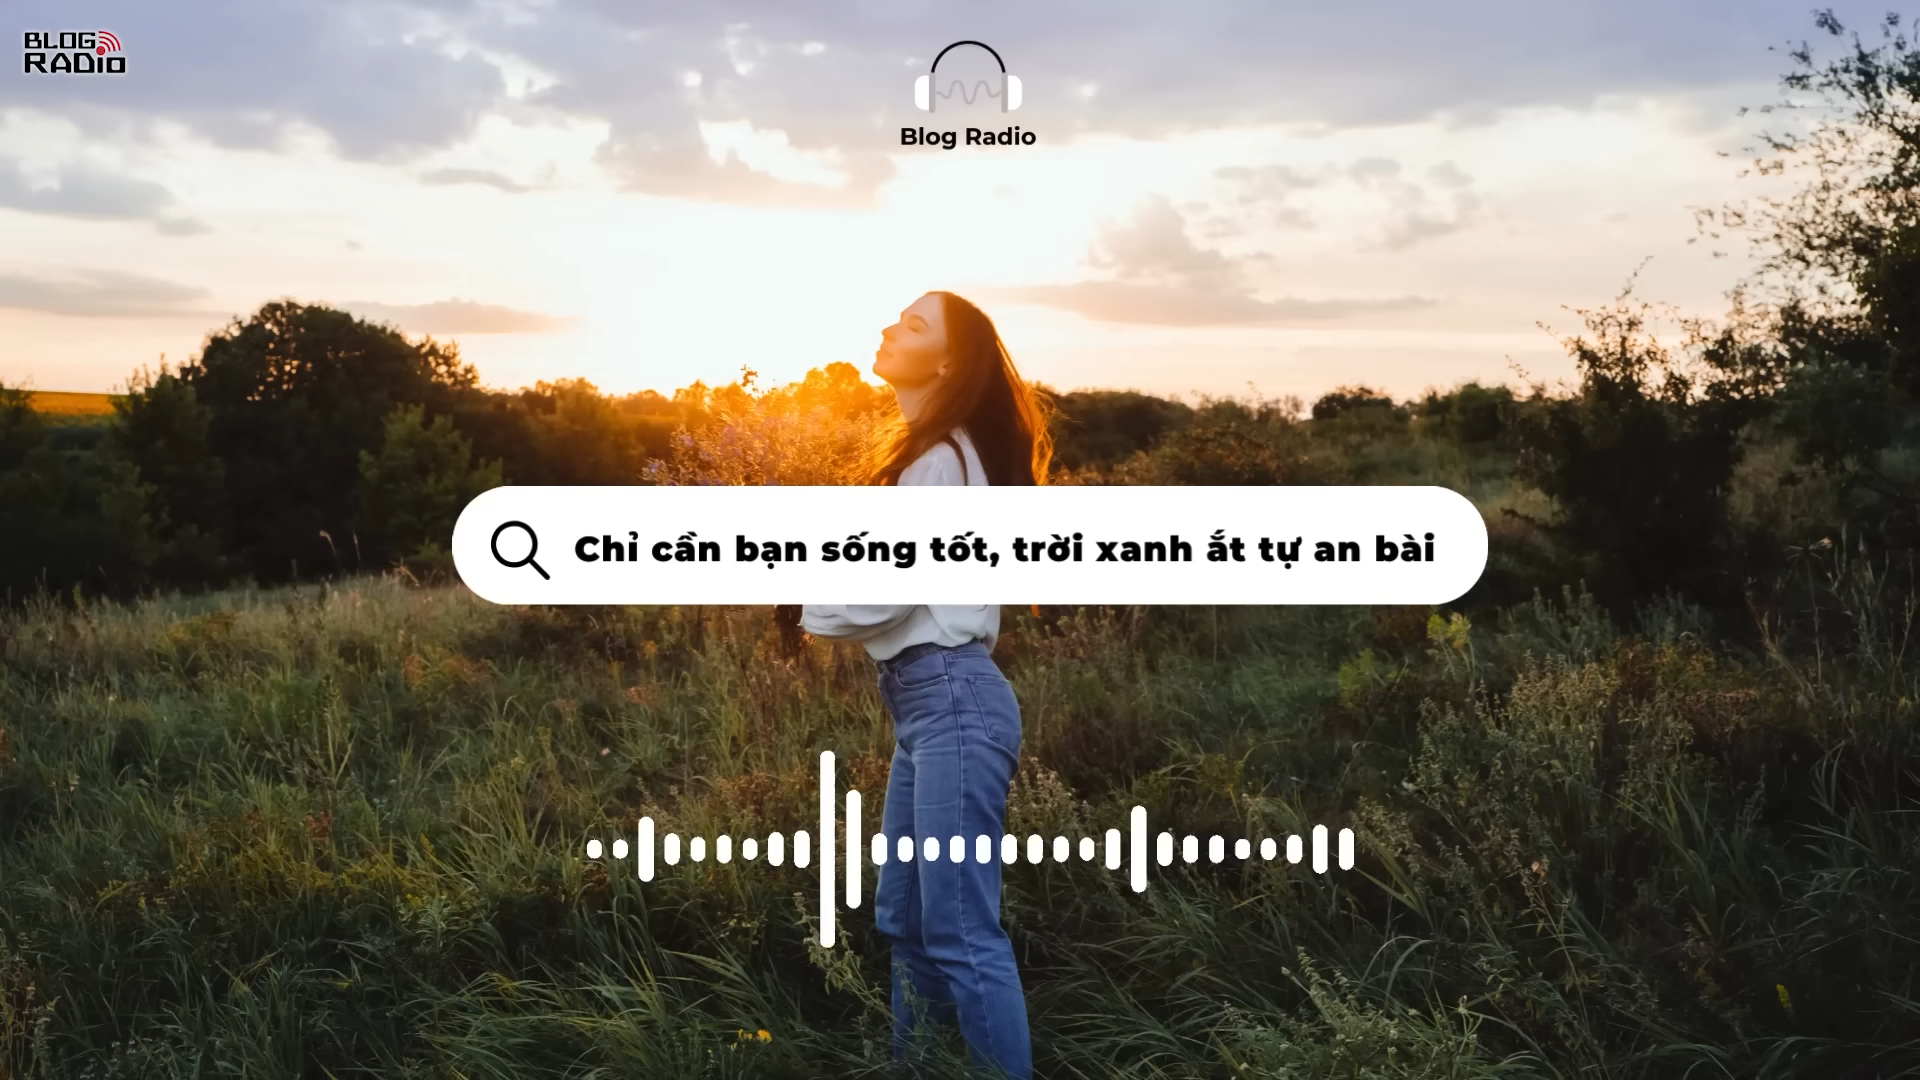 BLOG
RADIO
Blog Radio
Chỉ cần bạn sống tốt, trời xanh ắt tự an bài